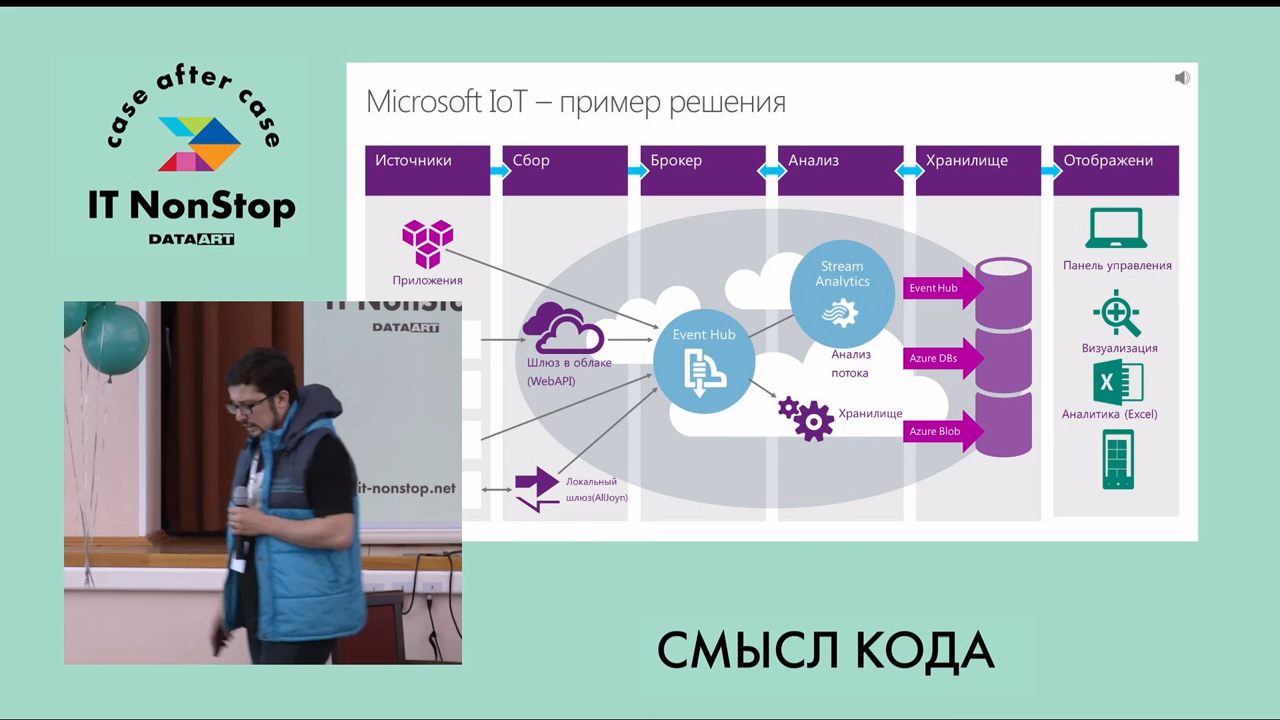 case after case
IT NonStop
DATAART
Microsoft IoT – пример решения
Источники
Сбор
Брокер
Анализ
Хранилище
Отображени
Приложения
Шлюз в облаке
(WebAPI)
Локальный
шлюз(AllJoyn)
Event Hub
Stream
Analytics
Анализ
потока
Хранилище
Event Hub
Azure DBs
Azure Blob
Панель управления
Визуализация
X
Аналитика (Excel)
DATAART
it-nonstop.net
СМЫСЛ КОДА